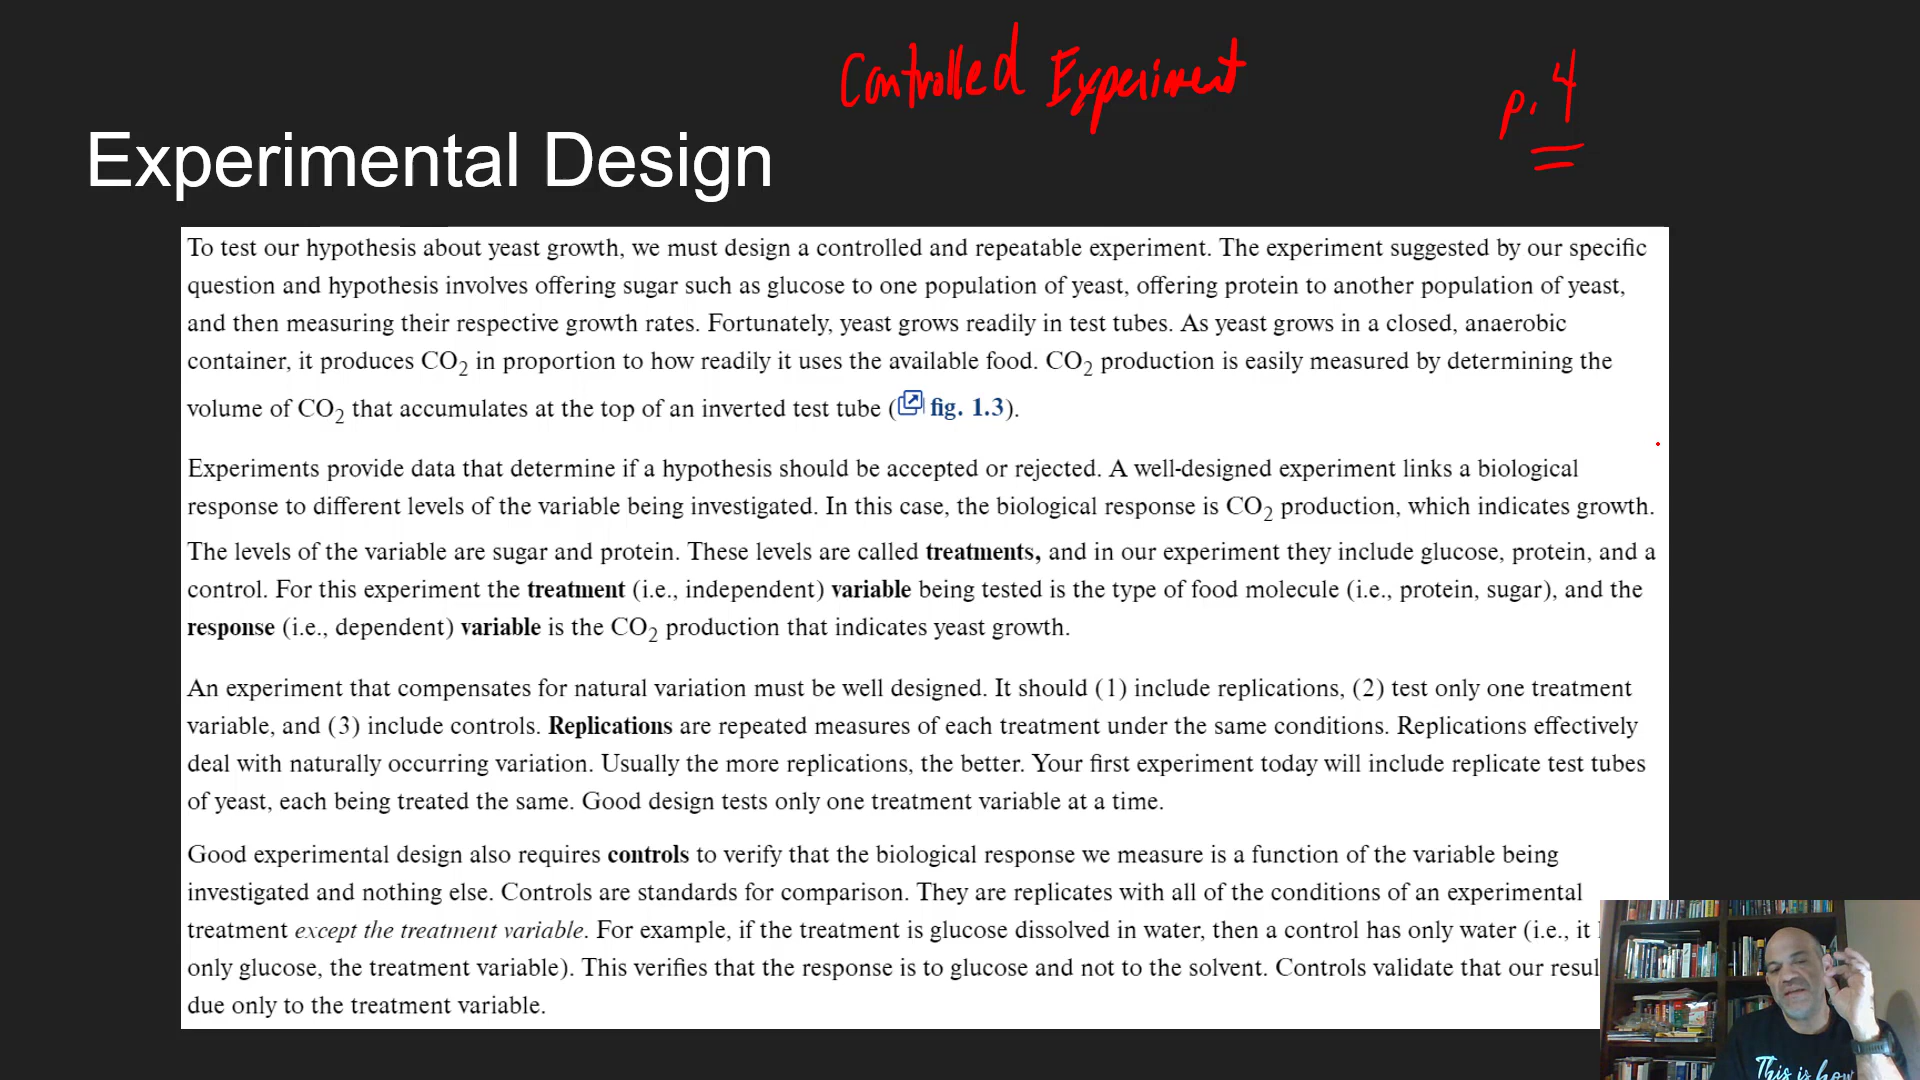 Controlled Experiment
p. 4
Experimental Design
To test our hypothesis about yeast growth, we must design a controlled and repeatable experiment. The experiment suggested by our specific
question and hypothesis involves offering sugar such as glucose to one population of yeast, offering protein to another population of yeast,
and then measuring their respective growth rates. Fortunately, yeast grows readily in test tubes. As yeast grows in a closed, anaerobic
container, it produces CO₂ in proportion to how readily it uses the available food. CO₂ production is easily measured by determining the
volume of CO₂ that accumulates at the top of an inverted test tube (fig. 1.3).
Experiments provide data that determine if a hypothesis should be accepted or rejected. A well-designed experiment links a biological
response to different levels of the variable being investigated. In this case, the biological response is CO₂ production, which indicates growth.
The levels of the variable are sugar and protein. These levels are called treatments, and in our experiment they include glucose, protein, and a
control. For this experiment the treatment (i.e., independent) variable being tested is the type of food molecule (i.e., protein, sugar), and the
response (i.e., dependent) variable is the CO₂ production that indicates yeast growth.
An experiment that compensates for natural variation must be well designed. It should (1) include replications, (2) test only one treatment
variable, and (3) include controls. Replications are repeated measures of each treatment under the same conditions. Replications effectively
deal with naturally occurring variation. Usually the more replications, the better. Your first experiment today will include replicate test tubes
of yeast, each being treated the same. Good design tests only one treatment variable at a time.
Good experimental design also requires controls to verify that the biological response we measure is a function of the variable being
investigated and nothing else. Controls are standards for comparison. They are replicates with all of the conditions of an experimental
treatment except the treatment variable. For example, if the treatment is glucose dissolved in water, then a control has only water (i.e., it
only glucose, the treatment variable). This verifies that the response is to glucose and not to the solvent. Controls validate that our resul
due only to the treatment variable.
This is how